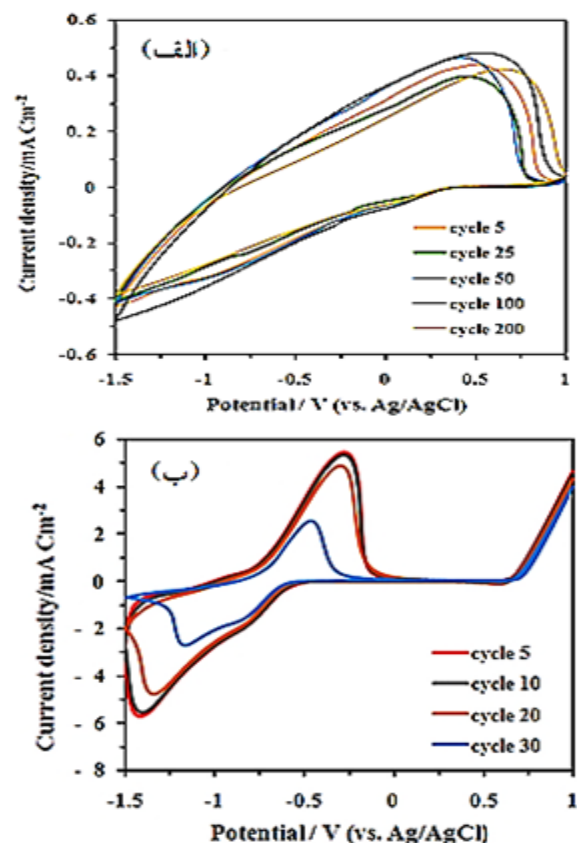 (الف)
0.6
0.4
0.2
0
-0.2
-0.4
-0.6
Current density/mA Cm-2
cycle 5
cycle 25
cycle 50
cycle 100
cycle 200
-1.5 -1 -0.5 0 0.5 1
Potential / V (vs. Ag/AgCl)
(ب)
6
4
2
0
- 2
- 4
- 6
- 8
Current density/mA Cm-2
cycle 5
cycle 10
cycle 20
cycle 30
-1.5 -1 -0.5 0 0.5 1
Potential / V (vs. Ag/AgCl)